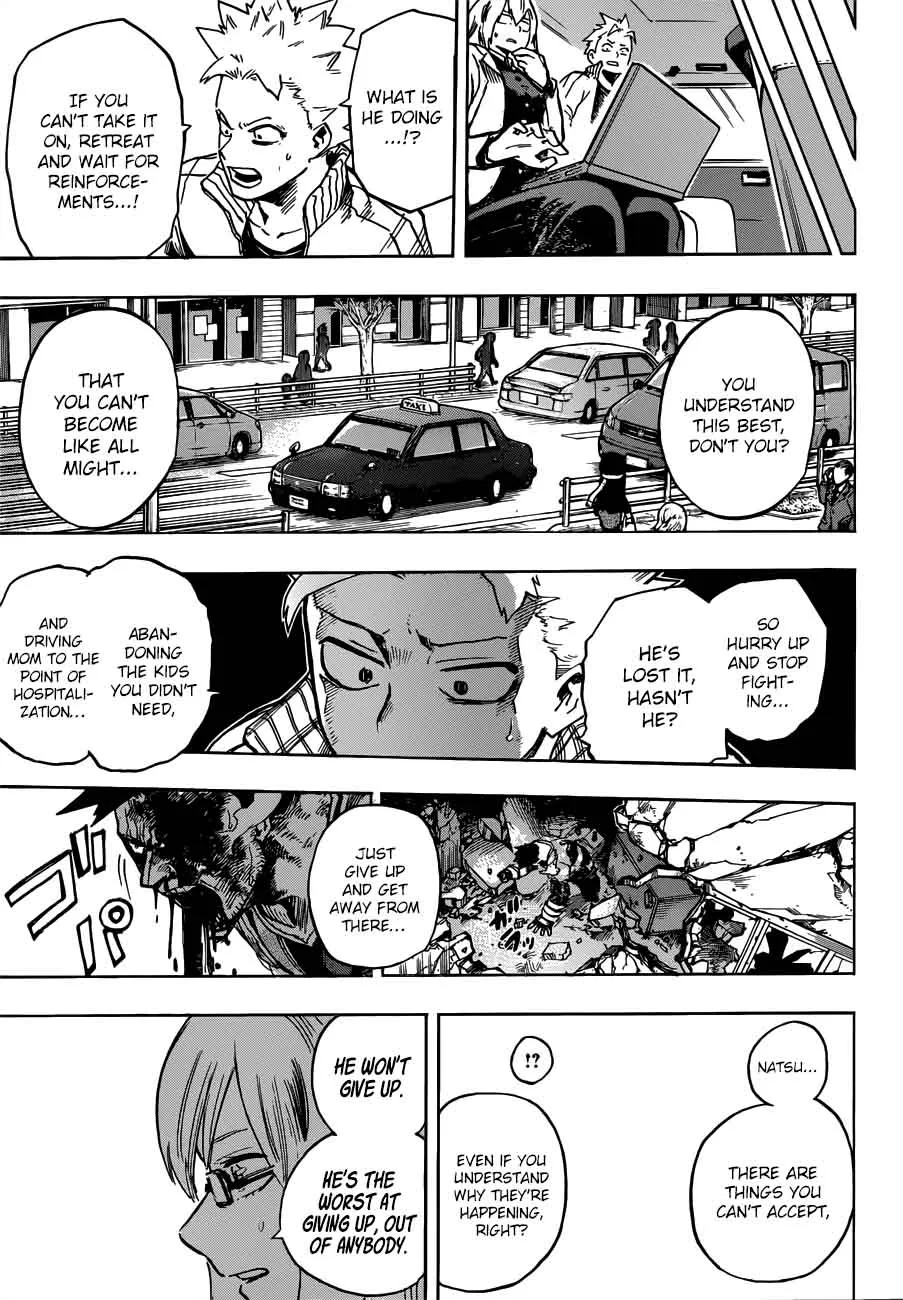 WHAT IS
HE DOING
...!?
IF YOU
CAN'T TAKE IT
ON, RETREAT
AND WAIT FOR
REINFORCE-
MENTS...!
YOU
UNDERSTAND
THIS BEST,
DON'T YOU?
TAXI
THAT
YOU CAN'T
BECOME
LIKE ALL
MIGHT...
SO
HURRY UP
AND STOP
FIGHT-
ING...
HE'S
LOST IT,
HASN'T
HE?
ABAN-
DONING
THE KIDS
YOU DIDN'T
NEED,
AND
DRIVING
MOM TO THE
POINT OF
HOSPITALI-
ZATION...
JUST
GIVE UP
AND GET
AWAY FROM
THERE...
ゴパ
NATSU...
THERE ARE
THINGS YOU
CAN'T ACCEPT,
!?
EVEN IF YOU
UNDERSTAND
WHY THEY'RE
HAPPENING,
RIGHT?
HE WON'T
GIVE UP.
HE'S THE
WORST AT
GIVING UP, OUT
OF ANYBODY.